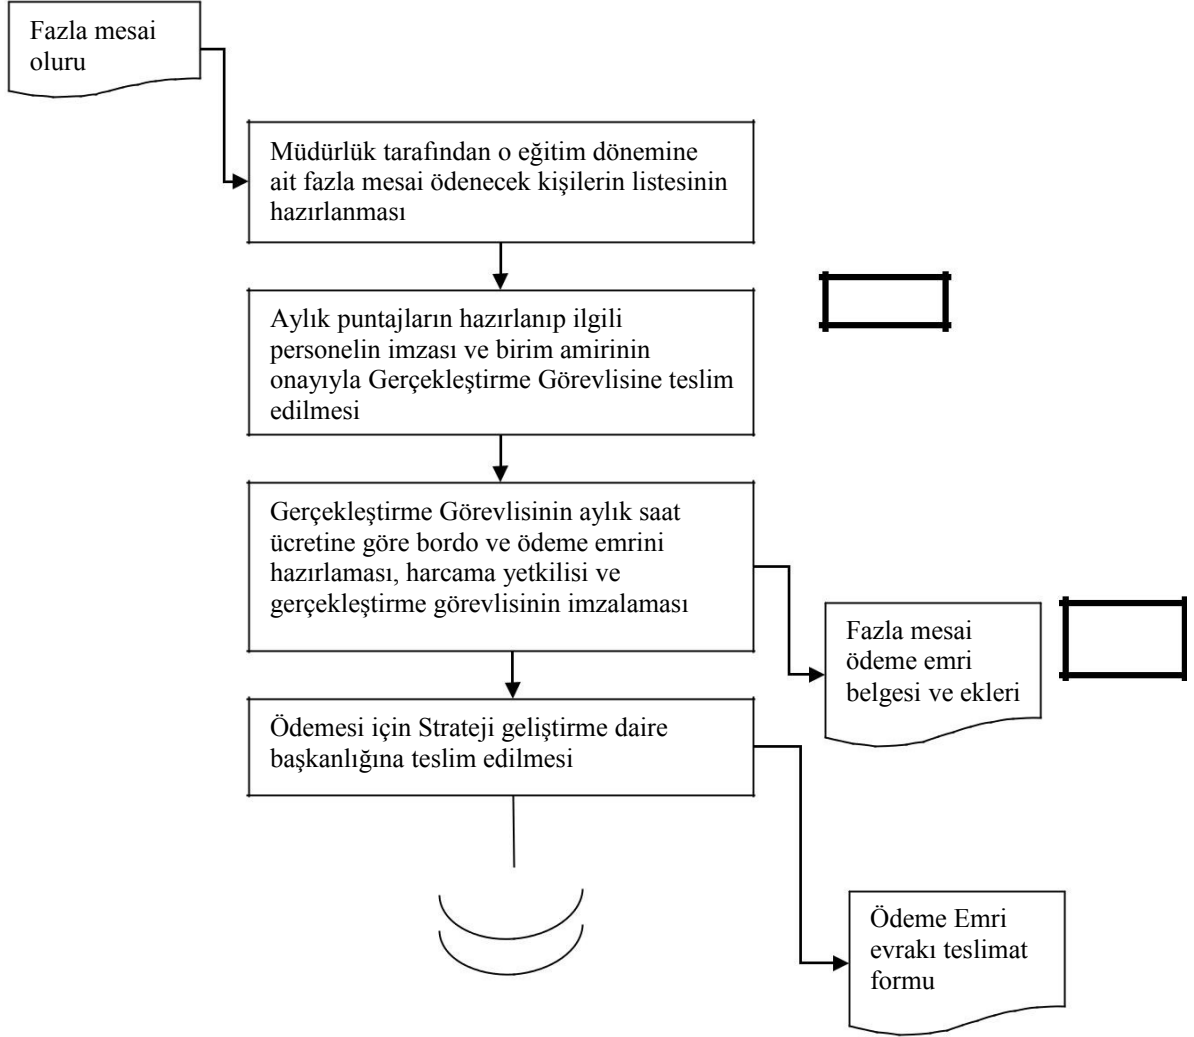 Fazla mesai
oluru
Müdürlük tarafından o eğitim dönemine
ait fazla mesai ödenecek kişilerin listesinin
hazırlanması
Aylık puntajların hazırlanıp ilgili
personelin imzası ve birim amirinin
onayıyla Gerçekleştirme Görevlisine teslim
edilmesi
Gerçekleştirme Görevlisinin aylık saat
ücretine göre bordo ve ödeme emrini
hazırlaması, harcama yetkilisi ve
gerçekleştirme görevlisinin imzalaması
Fazla mesai
ödeme emri
belgesi ve ekleri
Ödemesi için Strateji geliştirme daire
başkanlığına teslim edilmesi
Ödeme Emri
evrakı teslimat
formu